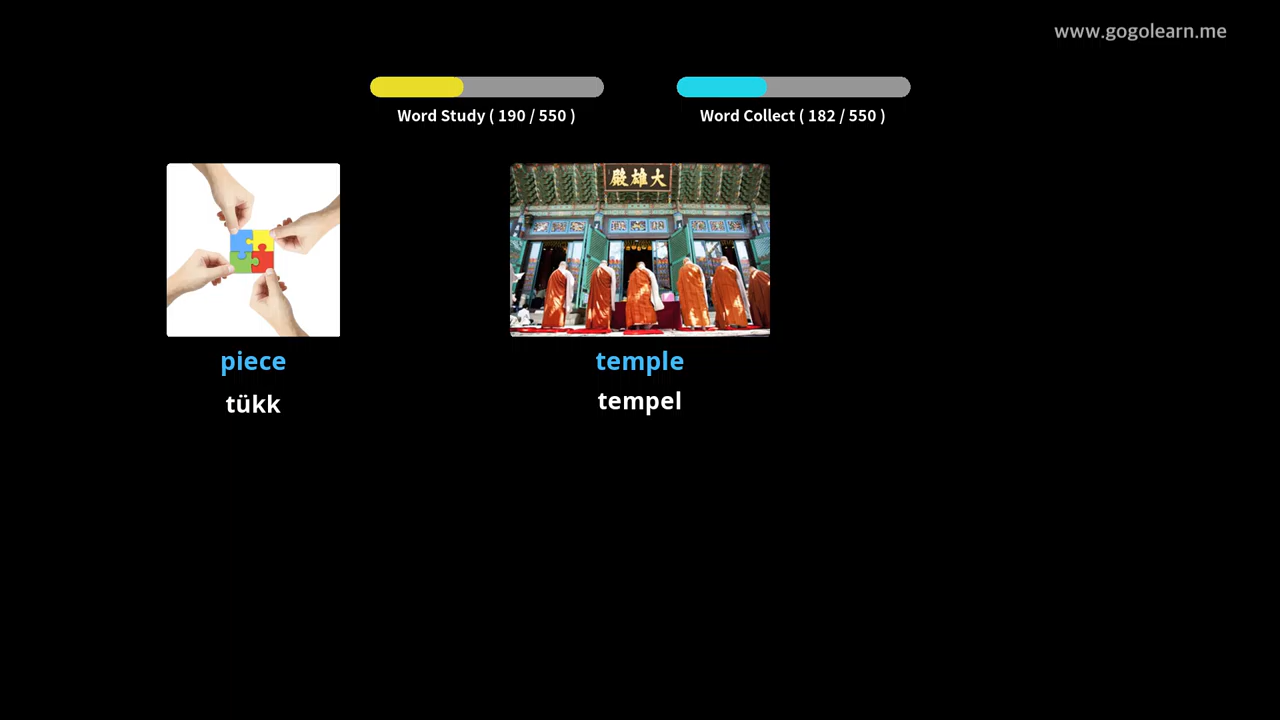 www.gogolearn.me
Word Study ( 190 / 550 )
Word Collect ( 182 / 550 )
殿雄大
piece
temple
tükk
tempel